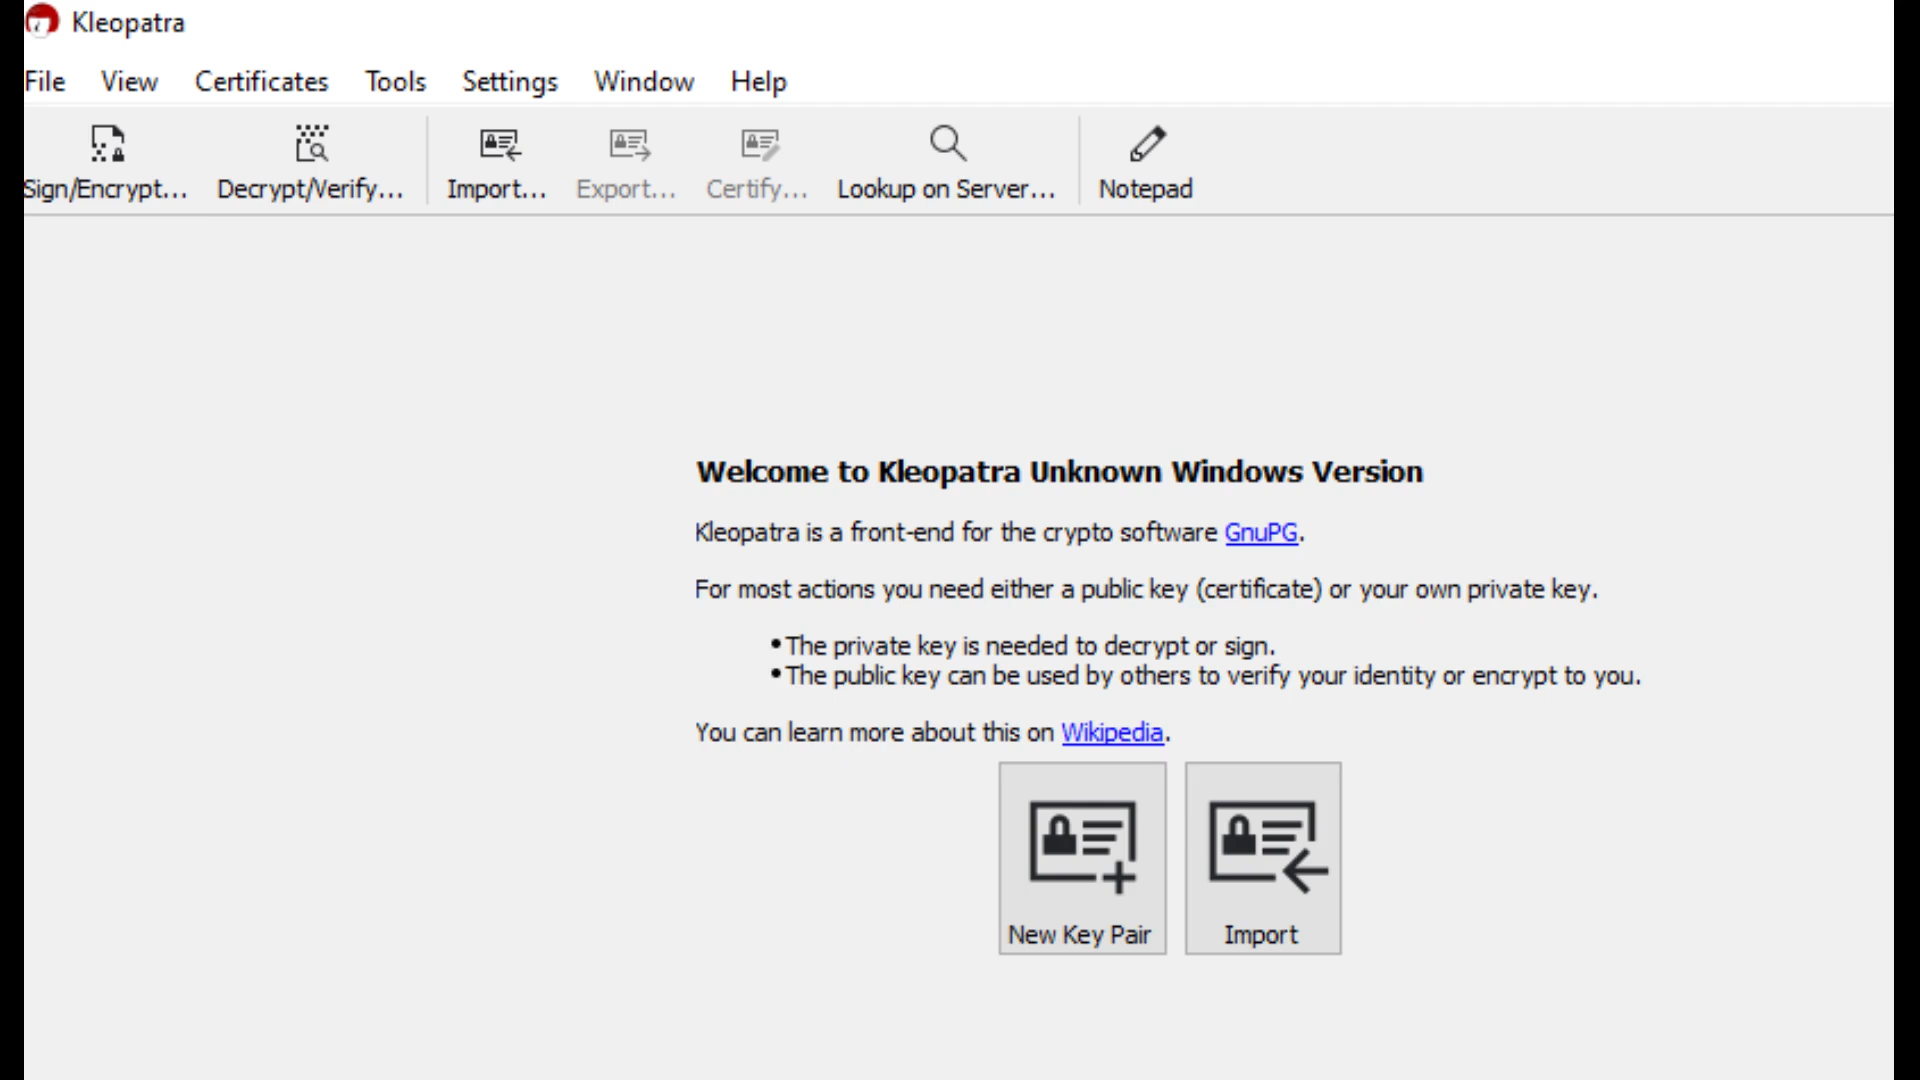 Kleopatra
File View Certificates Tools Settings Window Help
Sign/Encrypt... Decrypt/Verify... Import... Export... Certify... Lookup on Server... Notepad
Welcome to Kleopatra Unknown Windows Version
Kleopatra is a front-end for the crypto software GnuPG.
For most actions you need either a public key (certificate) or your own private key.
•The private key is needed to decrypt or sign.
•The public key can be used by others to verify your identity or encrypt to you.
You can learn more about this on Wikipedia.
New Key Pair Import